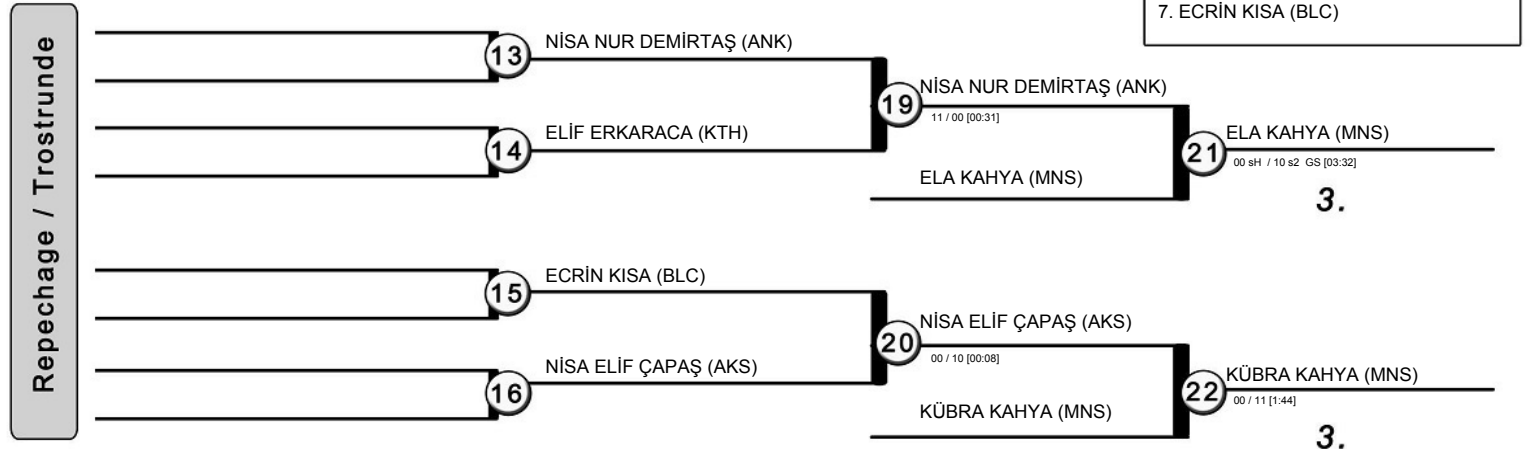 7. ECRİN KISA (BLC)
Repechage / Trostrunde
13
NİSA NUR DEMİRTAŞ (ANK)
19
NİSA NUR DEMİRTAŞ (ANK)
11 / 00 [00:31]
14
ELİF ERKARACA (KTH)
21
ELA KAHYA (MNS)
00 sH / 10 s2 GS [03:32]
ELA KAHYA (MNS)
3.
15
ECRİN KISA (BLC)
20
NİSA ELİF ÇAPAŞ (AKS)
00 / 10 [00:08]
16
NİSA ELİF ÇAPAŞ (AKS)
22
KÜBRA KAHYA (MNS)
00 / 11 [1:44]
KÜBRA KAHYA (MNS)
3.